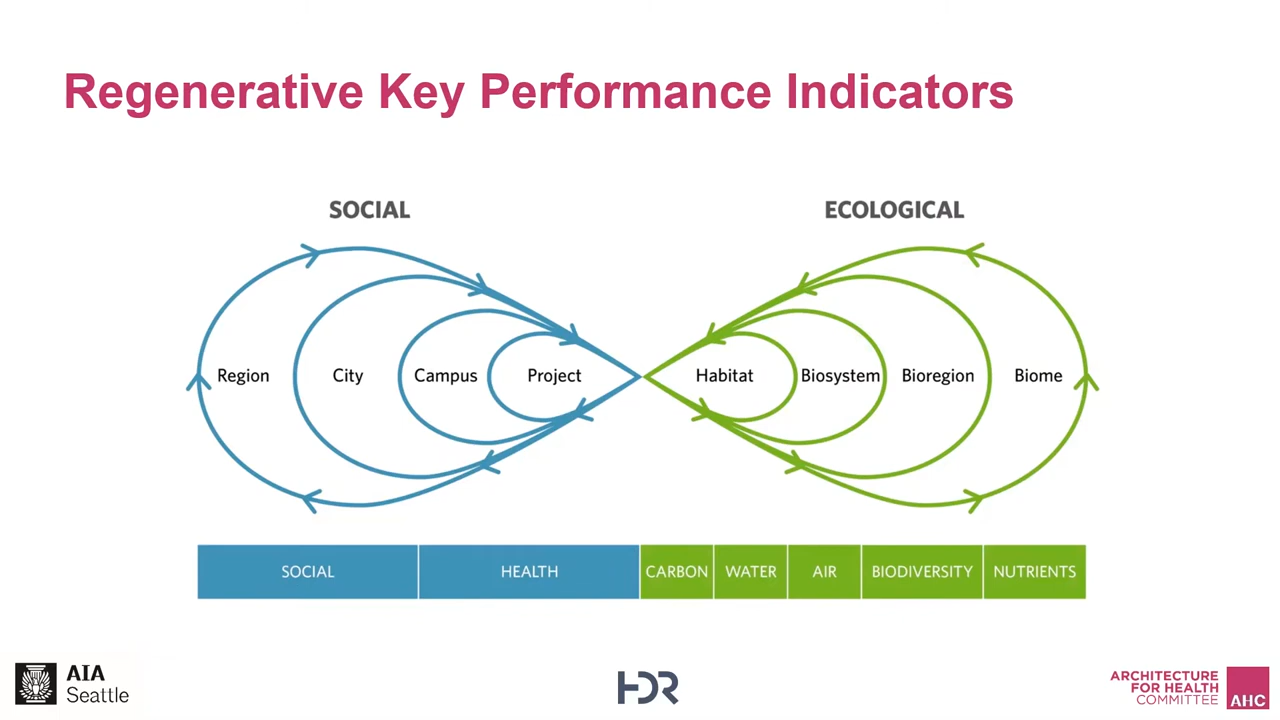 Regenerative Key Performance Indicators
SOCIAL
ECOLOGICAL
Region
City
Campus
Project
Habitat
Biosystem
Bioregion
Biome
SOCIAL
HEALTH
CARBON
WATER
AIR
BIODIVERSITY
NUTRIENTS
AIA
Seattle
HDR
ARCHITECTURE
FOR HEALTH
COMMITTEE
AHC